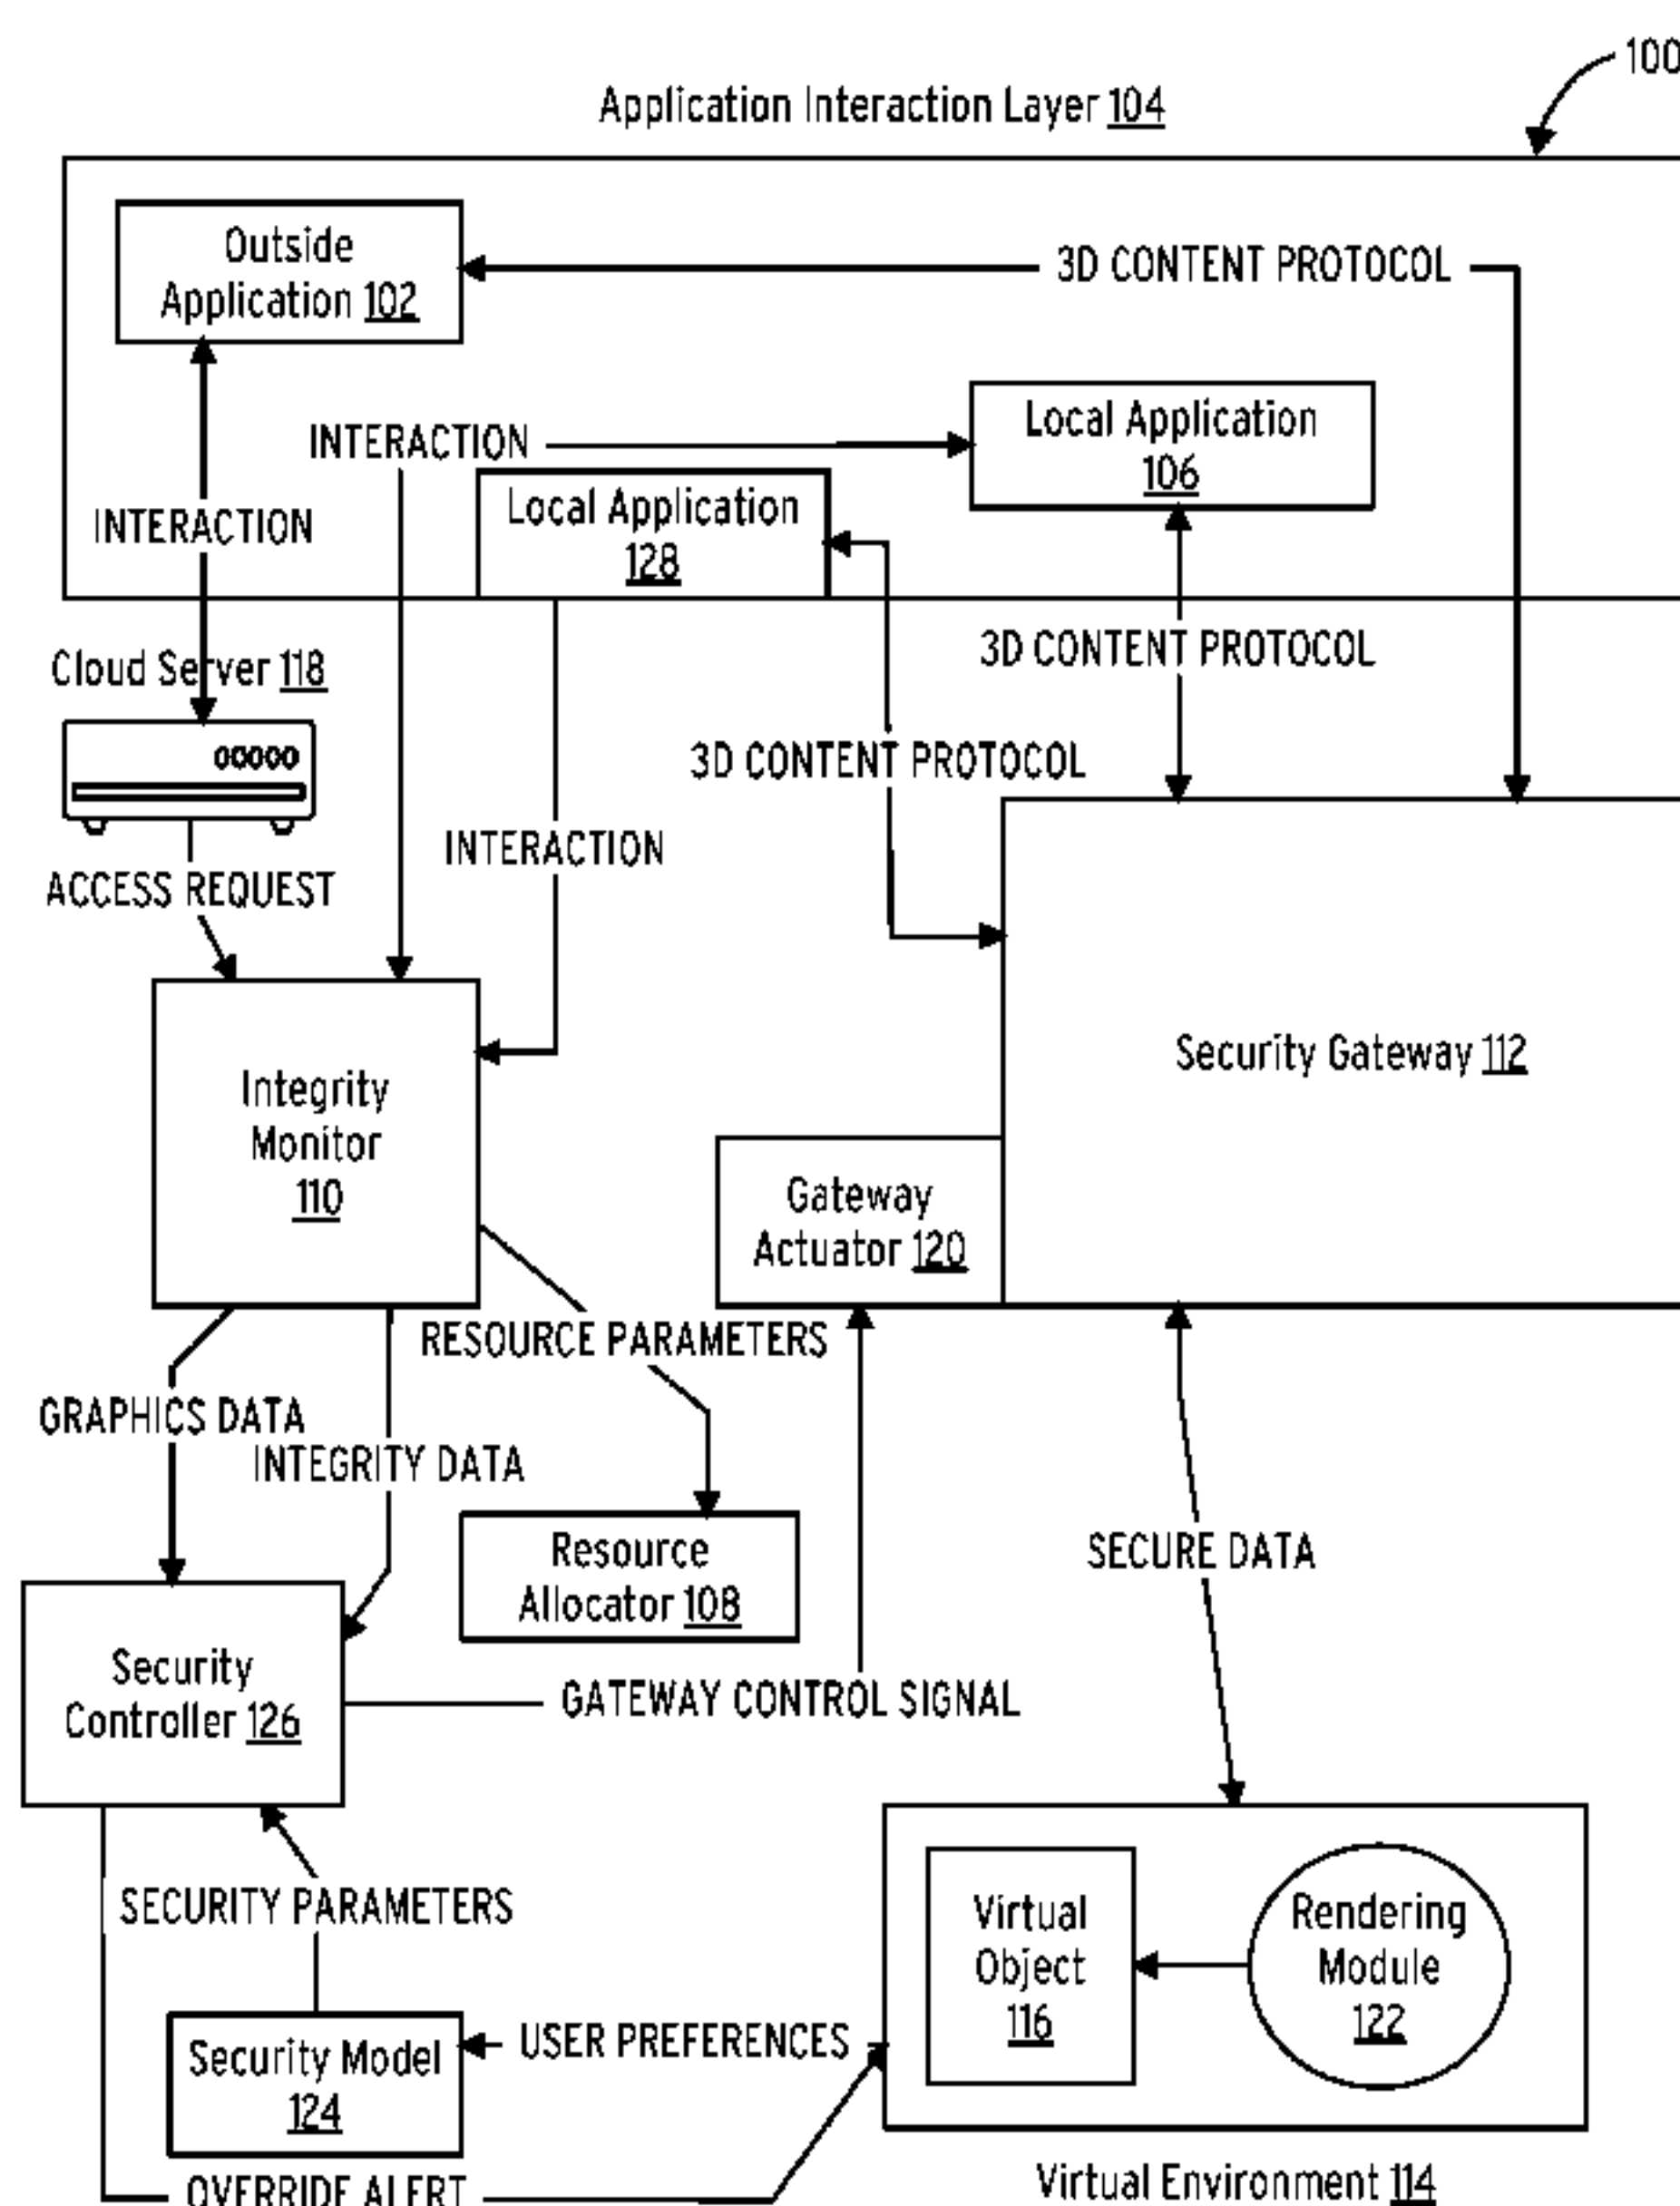 100
Application Interaction Layer 104
Outside
Application 102
3D CONTENT PROTOCOL
INTERACTION
Local Application
106
INTERACTION
Local Application
128
Cloud Server 118
3D CONTENT PROTOCOL
3D CONTENT PROTOCOL
INTERACTION
ACCESS REQUEST
Integrity
Monitor
110
Security Gateway 112
Gateway
Actuator 120
RESOURCE PARAMETERS
GRAPHICS DATA
INTEGRITY DATA
Resource
Allocator 108
SECURE DATA
Security
Controller 126
GATEWAY CONTROL SIGNAL
SECURITY PARAMETERS
Virtual
Object
116
Rendering
Module
122
Security Model
124
USER PREFERENCES
OVERRIDE ALERT
Virtual Environment 114